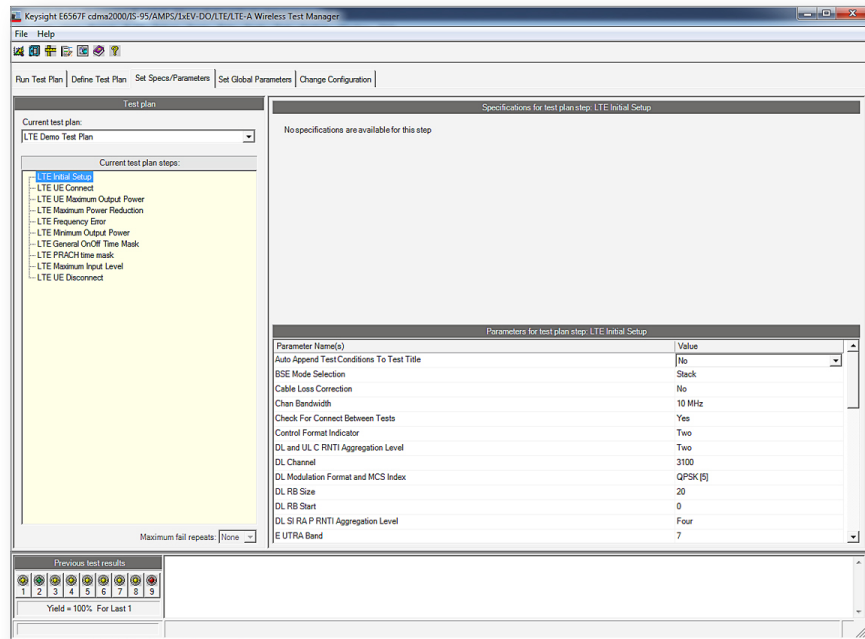 Keysight E6567F cdma2000/IS-95/AMPS/1xEV-DO/LTE/LTE-A Wireless Test Manager
File Help
Run Test Plan Define Test Plan Set Specs/Parameters Set Global Parameters Change Configuration
Test plan
Current test plan:
LTE Demo Test Plan
Current test plan steps:
LTE Initial Setup
LTE UE Connect
LTE UE Maximum Output Power
LTE Maximum Power Reduction
LTE Frequency Error
LTE Minimum Output Power
LTE General OnOff Time Mask
LTE PRACH time mask
LTE Maximum Input Level
LTE UE Disconnect
Maximum fail repeats: None
Specifications for test plan step: LTE Initial Setup
No specifications are available for this step
Parameters for test plan step: LTE Initial Setup
Parameter Name(s) Value
Auto Append Test Conditions To Test Title No
BSE Mode Selection Stack
Cable Loss Correction No
Chan Bandwidth 10 MHz
Check For Connect Between Tests Yes
Control Format Indicator Two
DL and UL C RNTI Aggregation Level Two
DL Channel 3100
DL Modulation Format and MCS Index QPSK [5]
DL RB Size 20
DL RB Start 0
DL SI RA P RNTI Aggregation Level Four
E UTRA Band 7
Previous test results
1 2 3 4 5 6 7 8 9
Yield = 100% For Last 1